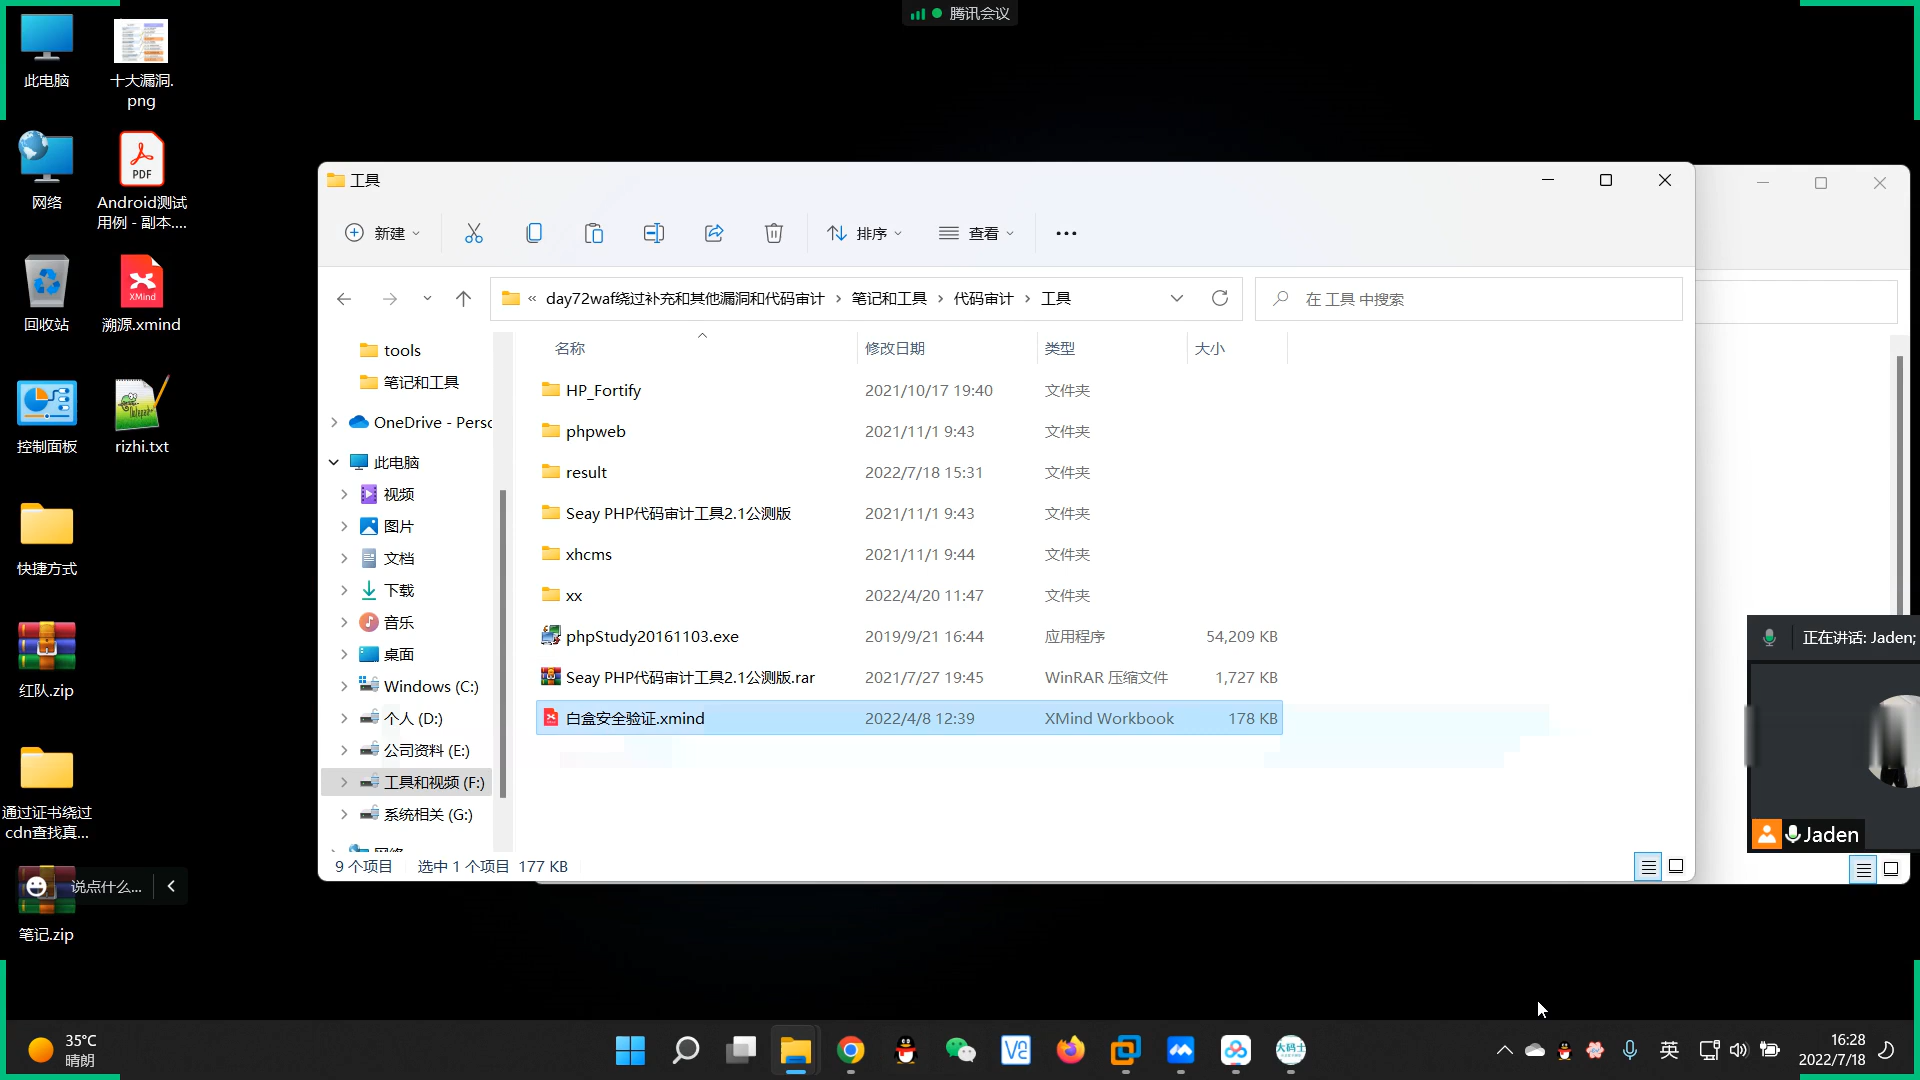 腾讯会议
此电脑
十大漏洞.
png
网络
PDF
Android测试
用例 - 副本....
回收站
XMind
溯源.xmind
控制面板
rizhi.txt
快捷方式
红队.zip
通过证书绕过
cdn查找真...
说点什么...
笔记.zip
工具
新建
排序
查看
« day72waf绕过补充和其他漏洞和代码审计 › 笔记和工具 › 代码审计 › 工具
在 工具 中搜索
tools
笔记和工具
OneDrive - Perso
此电脑
视频
图片
文档
下载
音乐
桌面
Windows (C:)
个人 (D:)
公司资料 (E:)
工具和视频 (F:)
系统相关 (G:)
网络
名称 修改日期 类型 大小
HP_Fortify 2021/10/17 19:40 文件夹
phpweb 2021/11/1 9:43 文件夹
result 2022/7/18 15:31 文件夹
Seay PHP代码审计工具2.1公测版 2021/11/1 9:43 文件夹
xhcms 2021/11/1 9:44 文件夹
xx 2022/4/20 11:47 文件夹
phpStudy20161103.exe 2019/9/21 16:44 应用程序 54,209 KB
Seay PHP代码审计工具2.1公测版.rar 2021/7/27 19:45 WinRAR 压缩文件 1,727 KB
白盒安全验证.xmind 2022/4/8 12:39 XMind Workbook 178 KB
9 个项目 选中 1 个项目 177 KB
正在讲话: Jaden;
Jaden
35°C
晴朗
大码士
英
16:28
2022/7/18